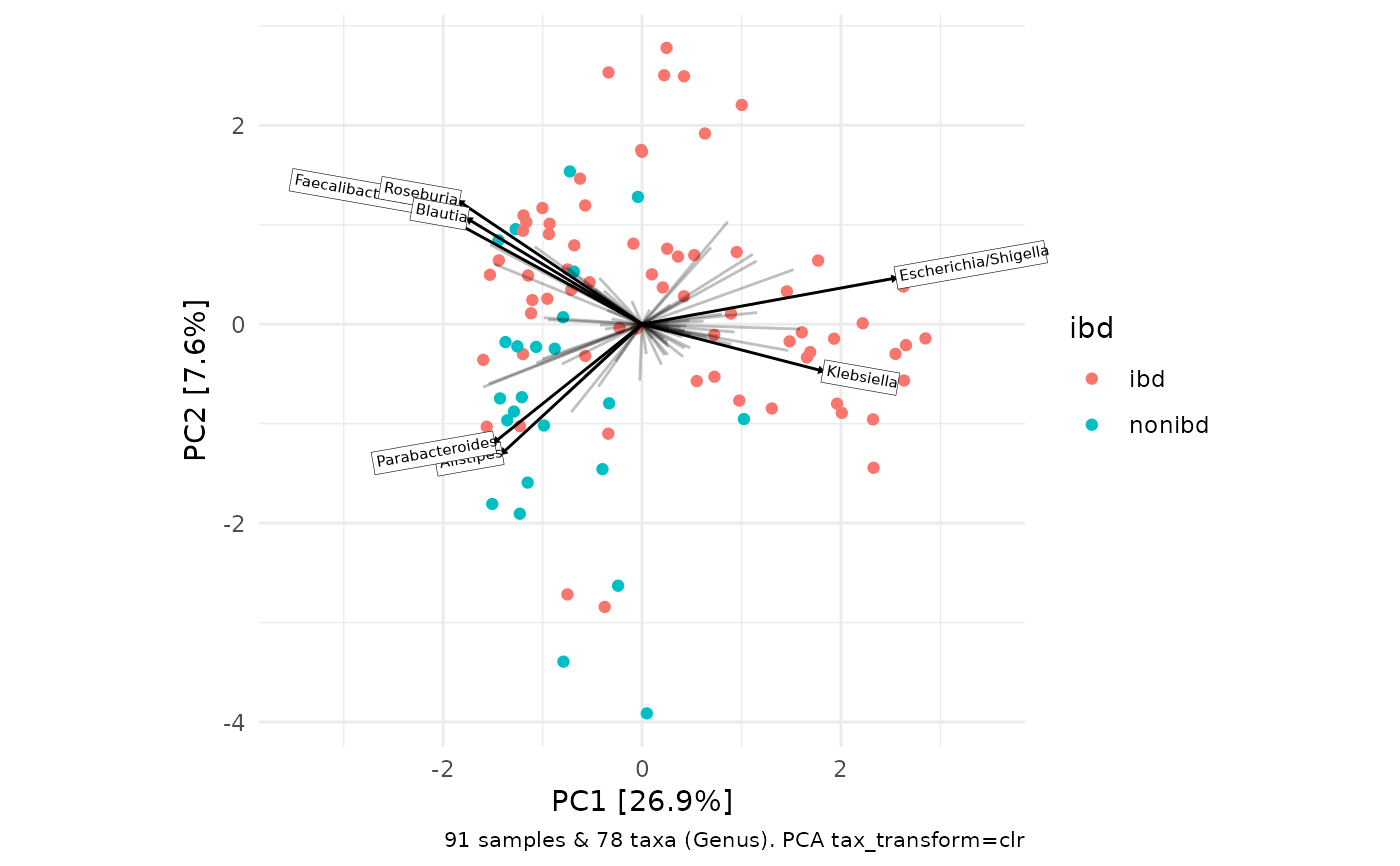 2
0
-2
-4
PC2 [7.6%]
Faecalibact
Roseburia
Blautia
Escherichia/Shigella
Klebsiella
Parabacteroides
Alistipes
-2
0
2
PC1 [26.9%]
ibd
ibd
nonibd
91 samples & 78 taxa (Genus). PCA tax_transform=clr